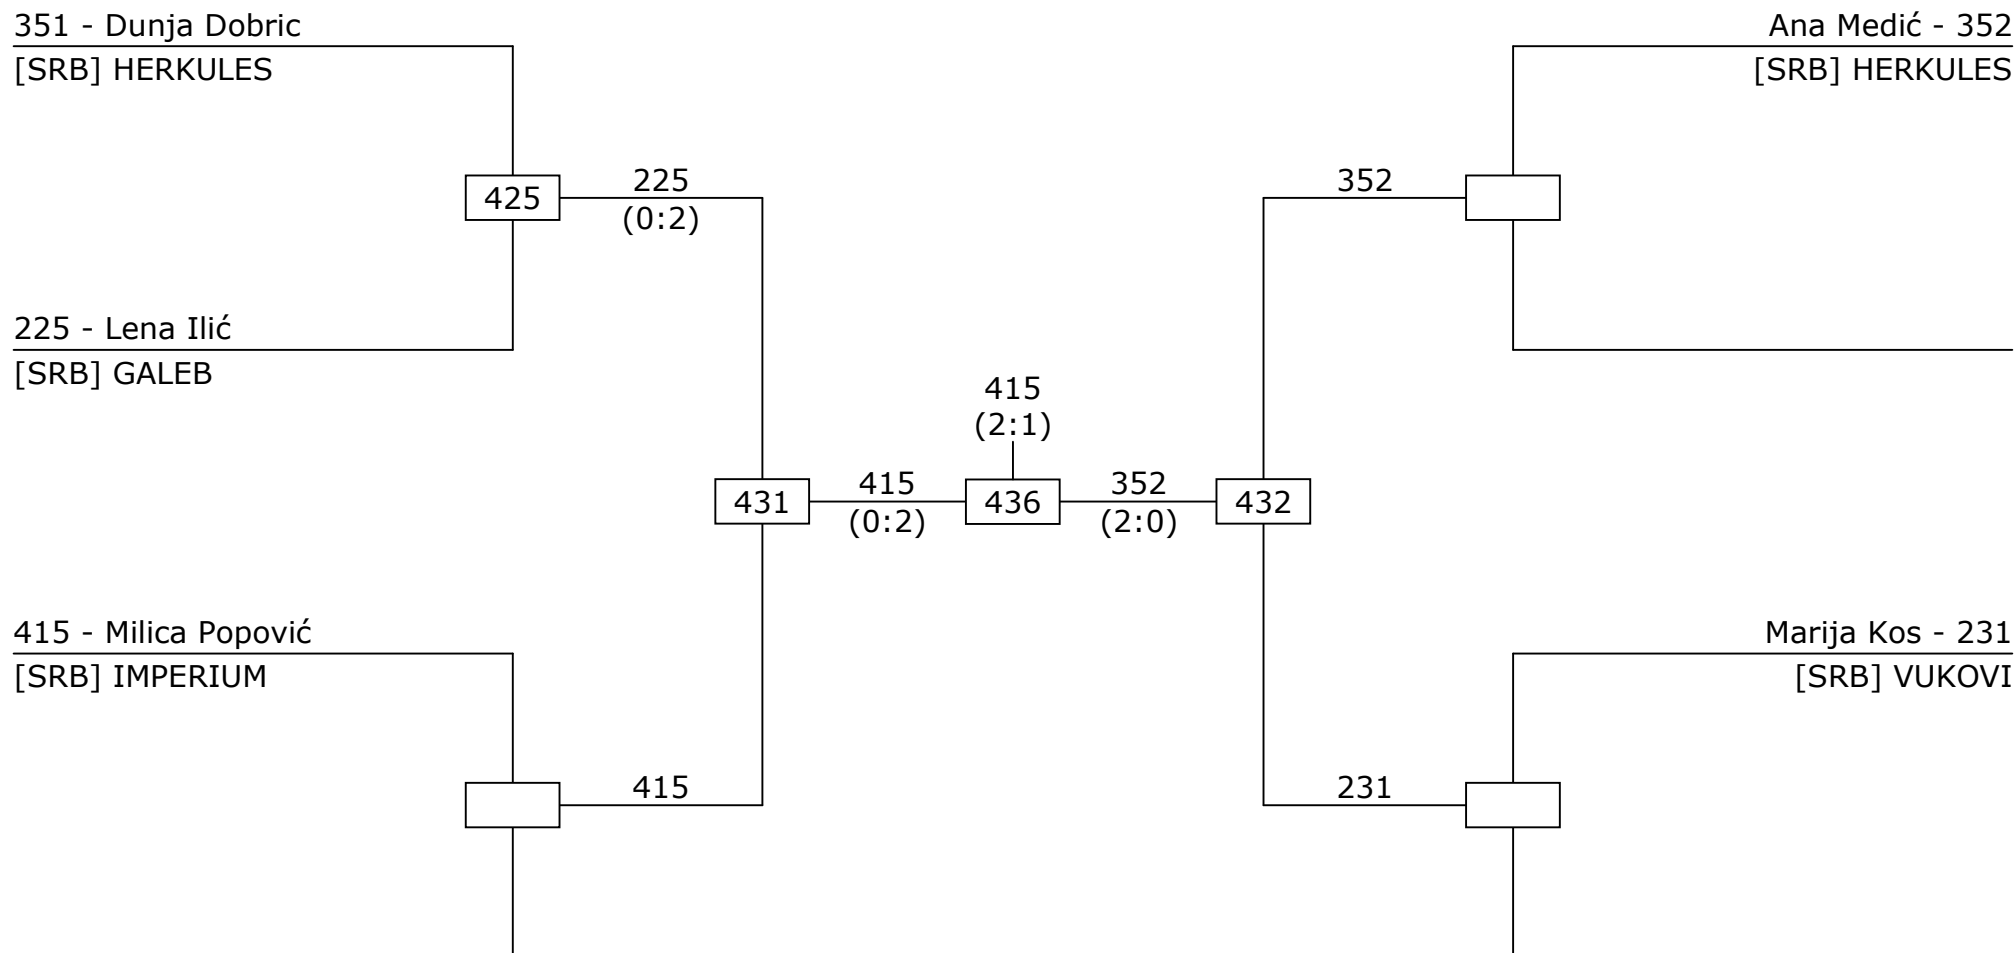 351 - Dunja Dobric
[SRB] HERKULES
Ana Medić - 352
[SRB] HERKULES
425
225
(0:2)
352
225 - Lena Ilić
[SRB] GALEB
415
(2:1)
431
415
(0:2)
436
352
(2:0)
432
415 - Milica Popović
[SRB] IMPERIUM
Marija Kos - 231
[SRB] VUKOVI
415
231